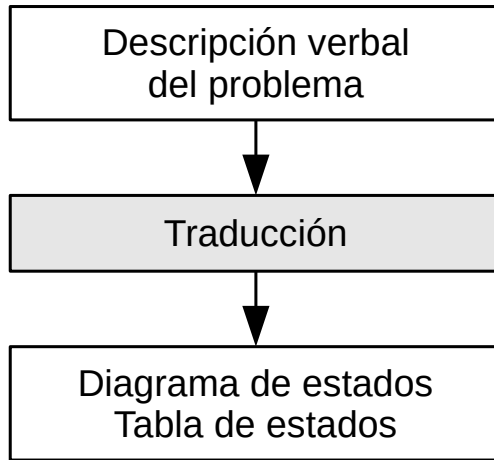 Descripción verbal
del problema
Traducción
Diagrama de estados
Tabla de estados